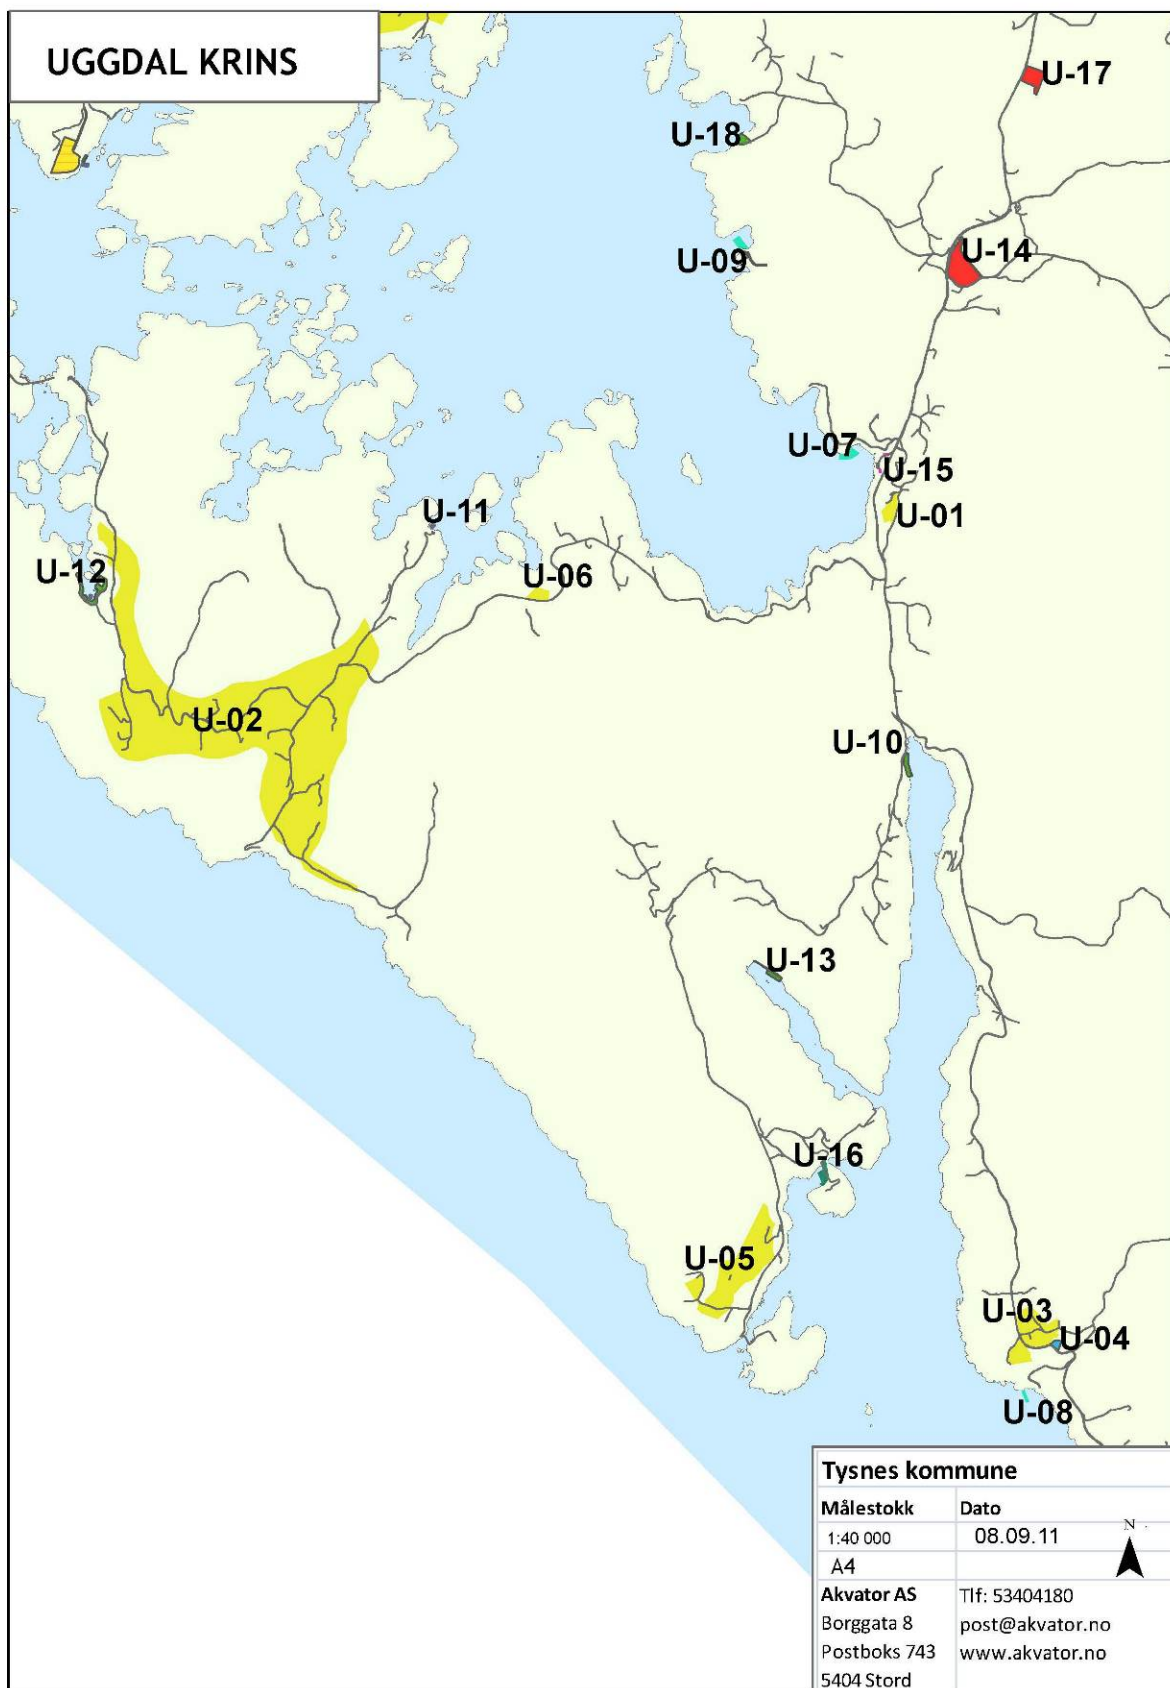 UGGDAL KRINS
U-17
U-18
U-09
U-14
U-07
U-15
U-01
U-11
U-12
U-06
U-02
U-10
U-13
U-16
U-05
U-03
U-04
U-08
Tysnes kommune
Målestokk Dato
1:40 000 08.09.11
N
A4
Akvator AS Tlf: 53404180
Borggata 8 post@akvator.no
Postboks 743 www.akvator.no
5404 Stord